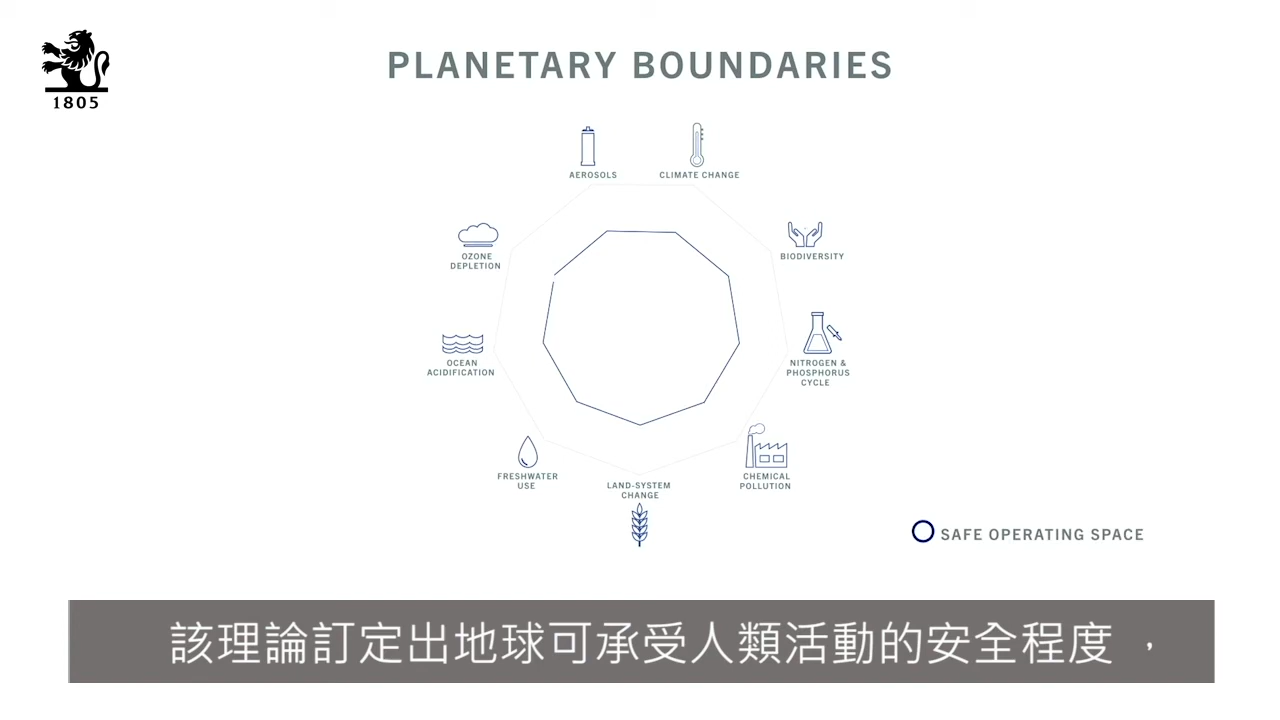 1805
PLANETARY BOUNDARIES
AEROSOLS
CLIMATE CHANGE
OZONE
DEPLETION
BIODIVERSITY
OCEAN
ACIDIFICATION
NITROGEN &
PHOSPHORUS
CYCLE
FRESHWATER
USE
LAND-SYSTEM
CHANGE
CHEMICAL
POLLUTION
SAFE OPERATING SPACE
該理論訂定出地球可承受人類活動的安全程度，